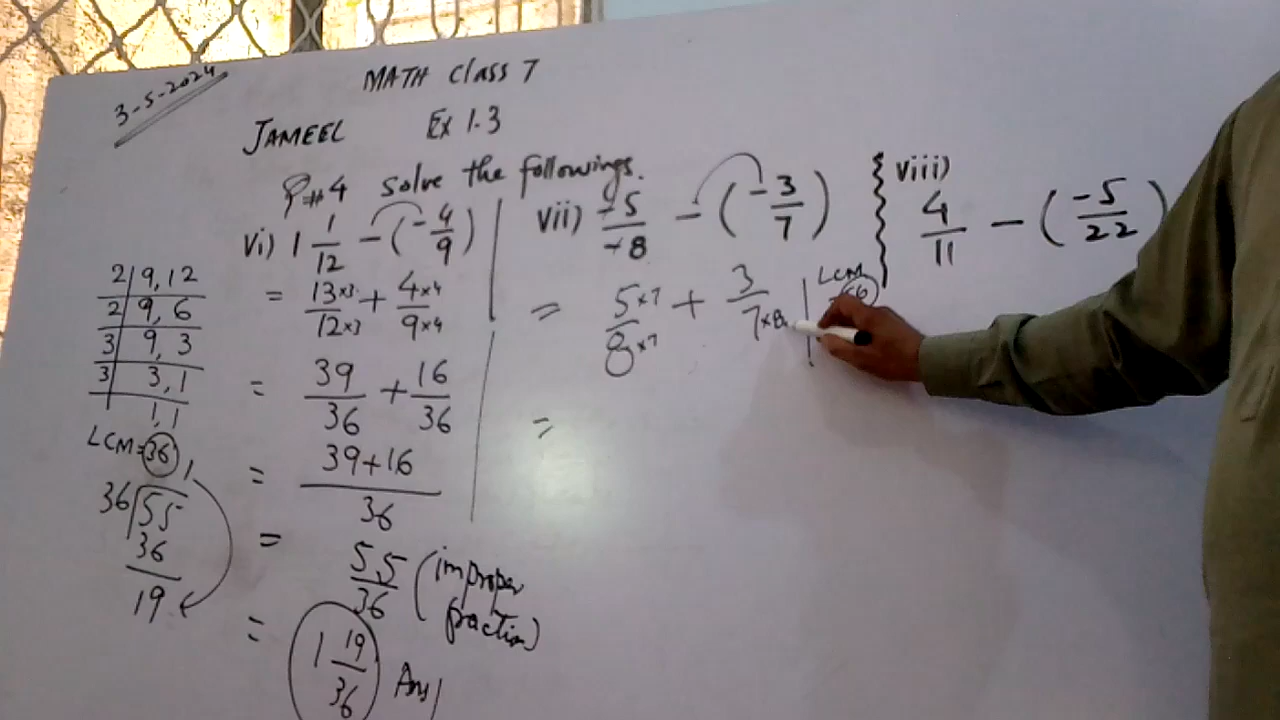 3-5-2024
MATH Class 7
JAMEEL Ex 1.3
Q#4 Solve the followings.
vi) 1 1/12 - (-4/9)
2 | 9, 12
2 | 9, 6
3 | 9, 3
3 | 3, 1
1, 1
LCM=36
= 13×3/12×3 + 4×4/9×4
= 39/36 + 16/36
= 39+16/36
= 55/36 (improper
fraction)
1
36 55
36
19
= 1 19/36 Ans
vii) -5/-8 - (-3/7)
= 5×7/8×7 + 3/7×8
LCM
56
=
viii)
4/11 - (-5/22)